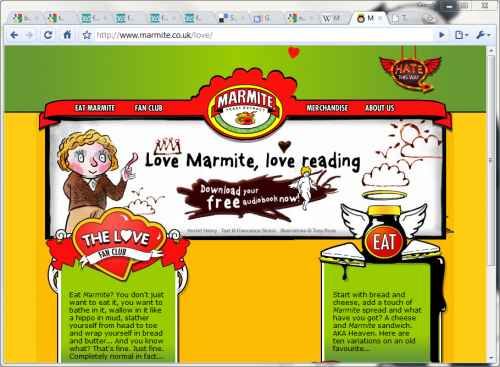 Google
http://www.marmite.co.uk/love/
HATE
THIS WAY
EAT MARMITE
FAN CLUB
MARMITE
YEAST EXTRACT
MERCHANDISE
ABOUT US
Love Marmite, love reading
Download your
free audiobook now!
Horrid Henry Text © Francesca Simon Illustrations © Tony Ross
THE LOVE
FAN CLUB
EAT
Eat Marmite? You don't just
want to eat it, you want to
bathe in it, wallow in it like
a hippo in mud, slather
yourself from head to toe
and wrap yourself in bread
and butter... And you know
what? That's fine. Just fine.
Completely normal in fact...
Start with bread and
cheese, add a touch of
Marmite spread and what
have you got? A cheese
and Marmite sandwich.
AKA Heaven. Here are
ten variations on an old
favourite...